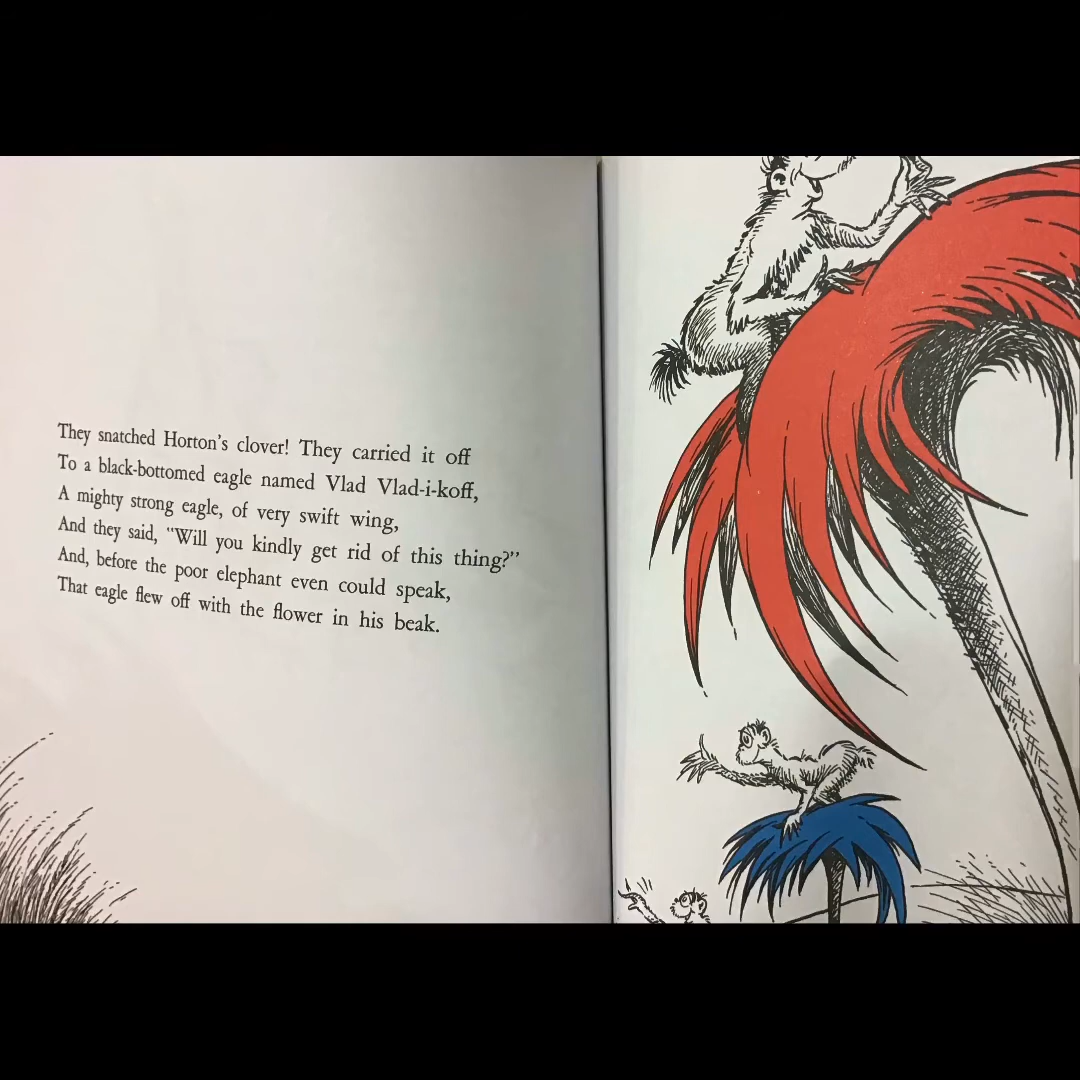 They snatched Horton's clover! They carried it off
To a black-bottomed eagle named Vlad Vlad-i-koff,
A mighty strong eagle, of very swift wing,
And they said, "Will you kindly get rid of this thing?"
And, before the poor elephant even could speak,
That eagle flew off with the flower in his beak.